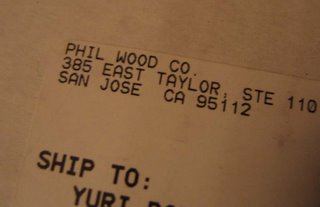 PHIL WOOD CO.
385 EAST TAYLOR, STE 110
SAN JOSE CA 95112
SHIP TO:
YURI